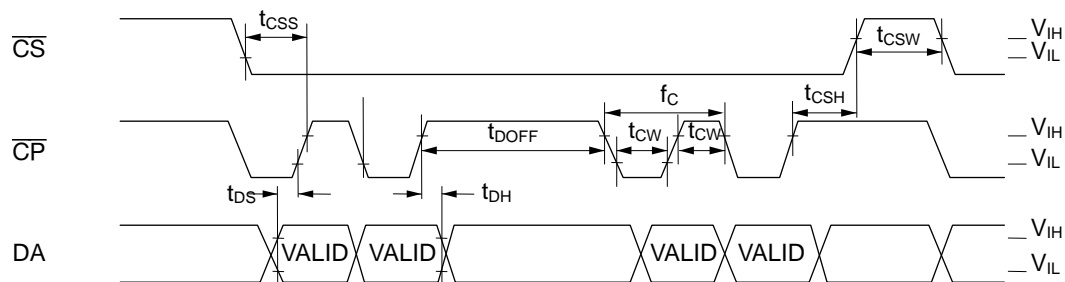 CS tCSS tCSW VIH
VIL
tCSH
CP tDOFF fC tCW tCW VIH
VIL
tDS tDH
DA VALID VALID VALID VALID VIH
VIL